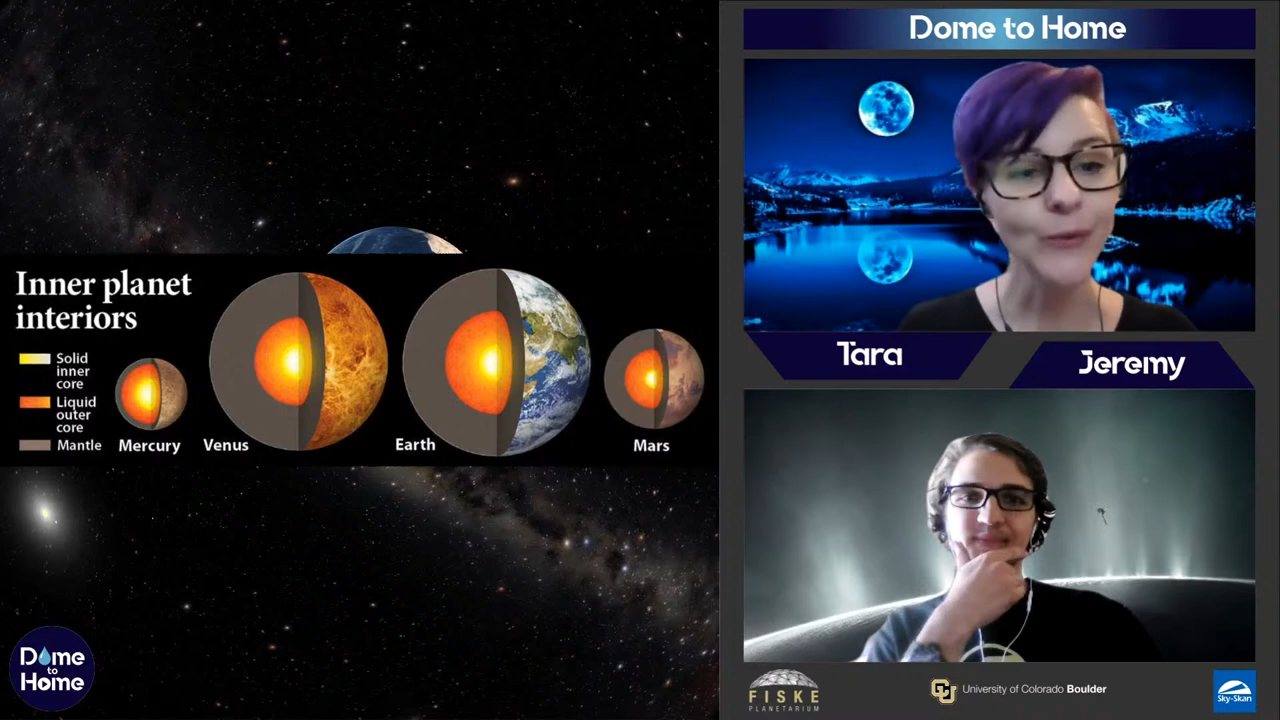 Inner planet
interiors
Solid
inner
core
Liquid
outer
core
Mantle
Mercury
Venus
Earth
Mars
Dome
to
Home
Dome to Home
Tara
Jeremy
FISKE
PLANETARIUM
CU
University of Colorado Boulder
Sky-Skan